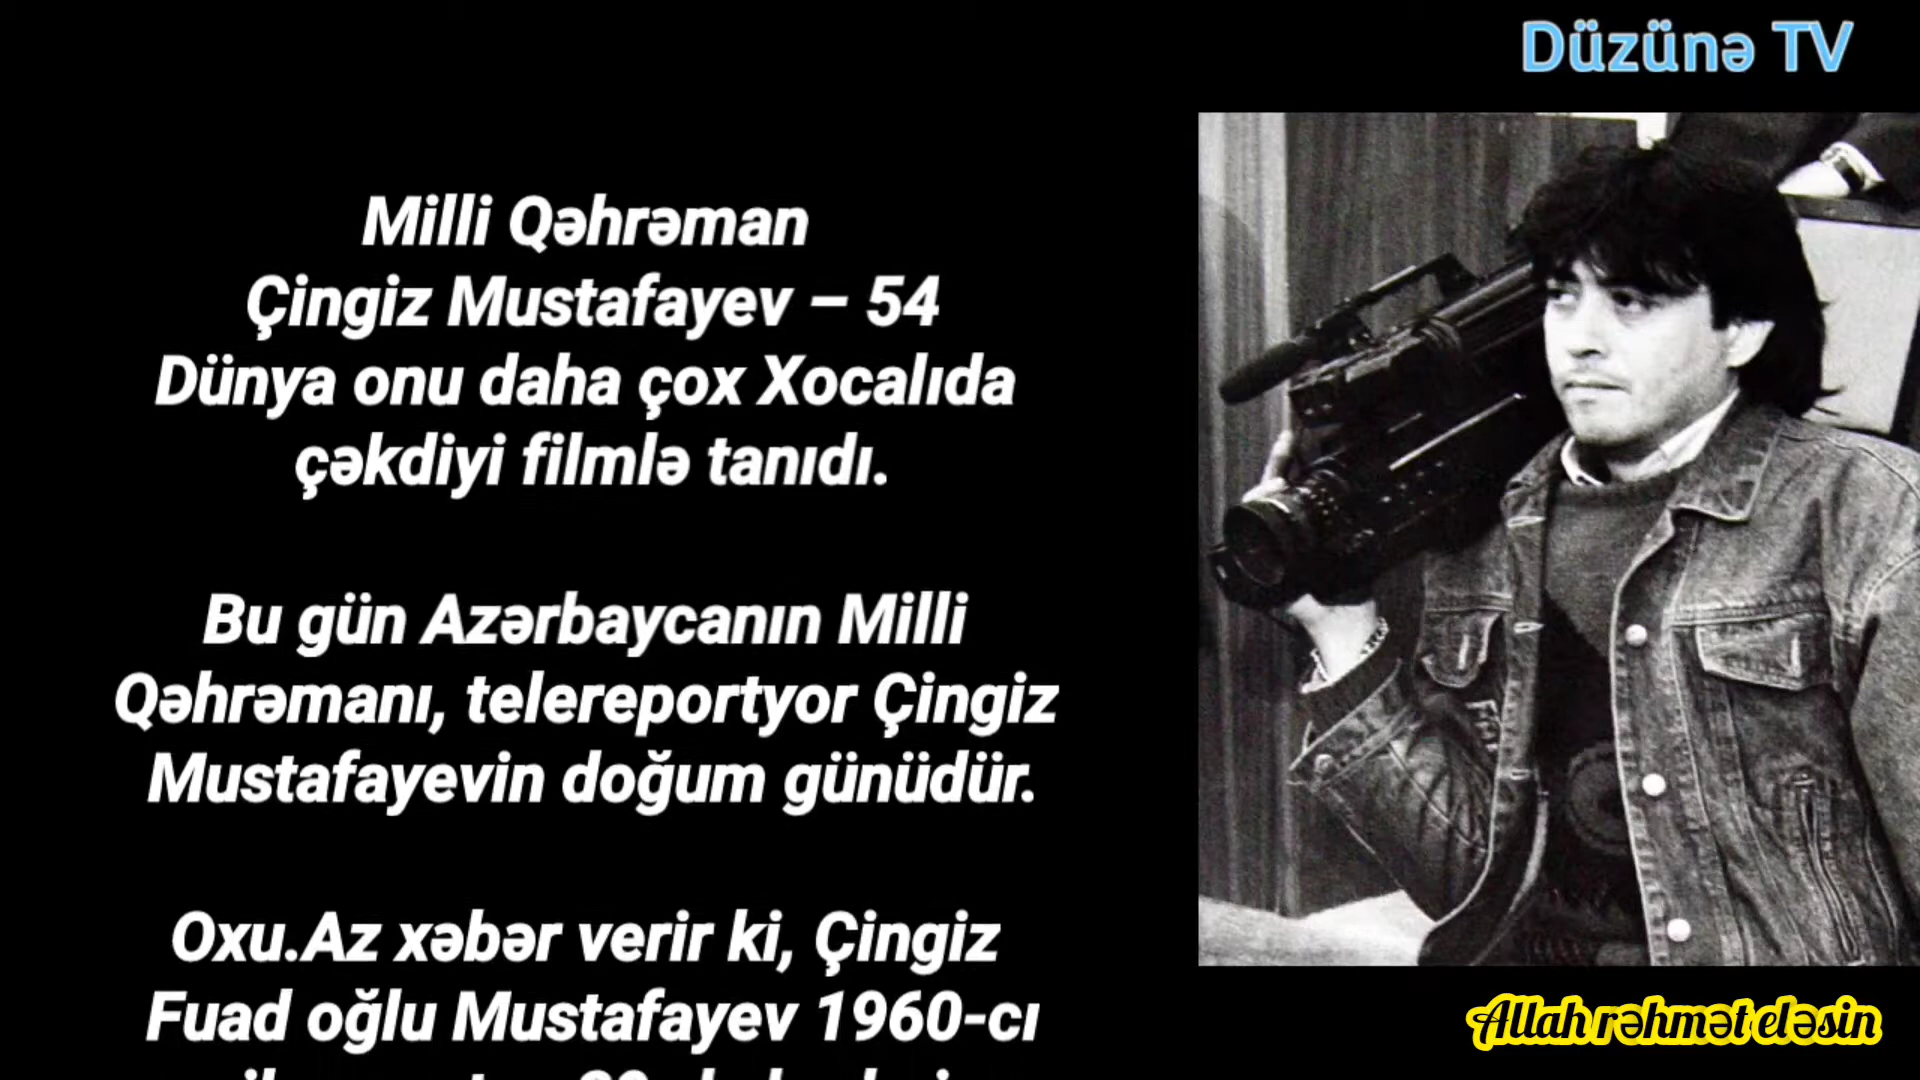 Düzünə TV
Milli Qəhrəman
Çingiz Mustafayev – 54
Dünya onu daha çox Xocalıda
çəkdiyi filmlə tanıdı.
Bu gün Azərbaycanın Milli
Qəhrəmanı, telereportyor Çingiz
Mustafayevin doğum günüdür.
Oxu.Az xəbər verir ki, Çingiz
Fuad oğlu Mustafayev 1960-cı
Allah rəhmət eləsin